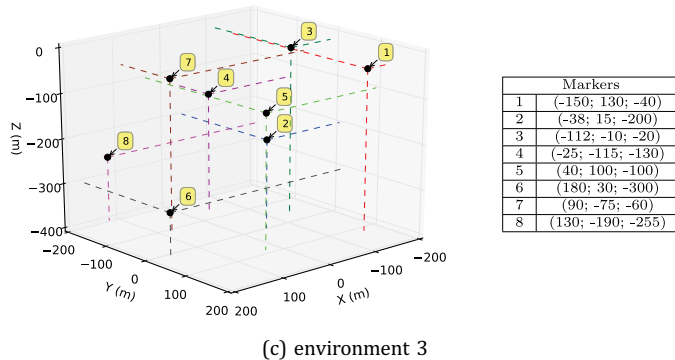 0
−100
−200
−300
−400
Z (m)
−200
−100
0
100
200
Y (m)
200
100
0
−100
−200
X (m)
3
1
7
4
5
2
8
6
Markers
1 (-150; 130; -40)
2 (-38; 15; -200)
3 (-112; -10; -20)
4 (-25; -115; -130)
5 (40; 100; -100)
6 (180; 30; -300)
7 (90; -75; -60)
8 (130; -190; -255)
(c) environment 3